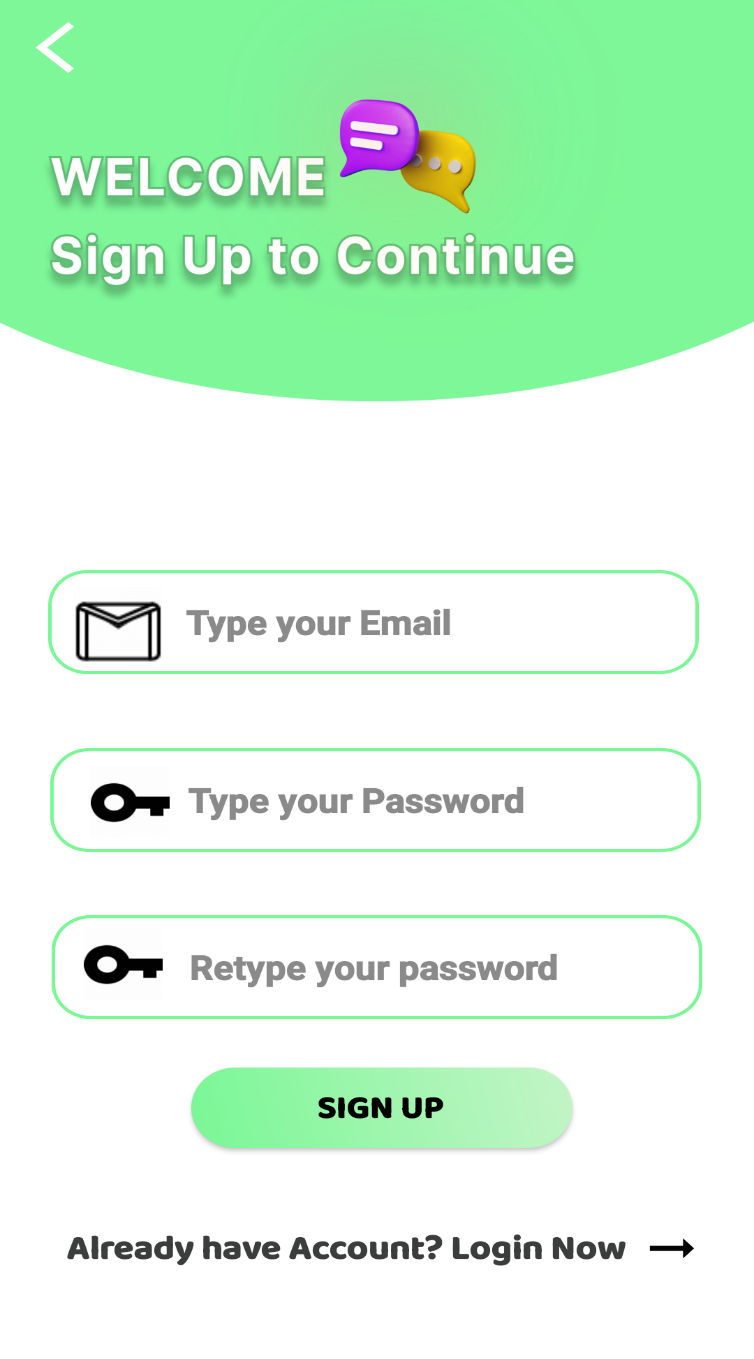 WELCOME
Sign Up to Continue
Type your Email
Type your Password
Retype your password
SIGN UP
Already have Account? Login Now